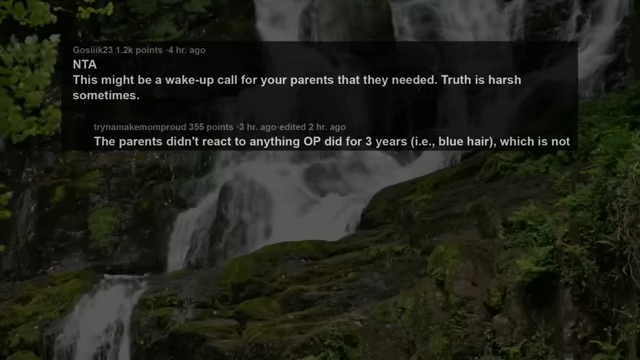 Gosiiik23 1.2k points ·4 hr. ago
NTA
This might be a wake-up call for your parents that they needed. Truth is harsh
sometimes.
trynamakemomproud 355 points ·3 hr. ago·edited 2 hr. ago
The parents didn't react to anything OP did for 3 years (i.e., blue hair), which is not